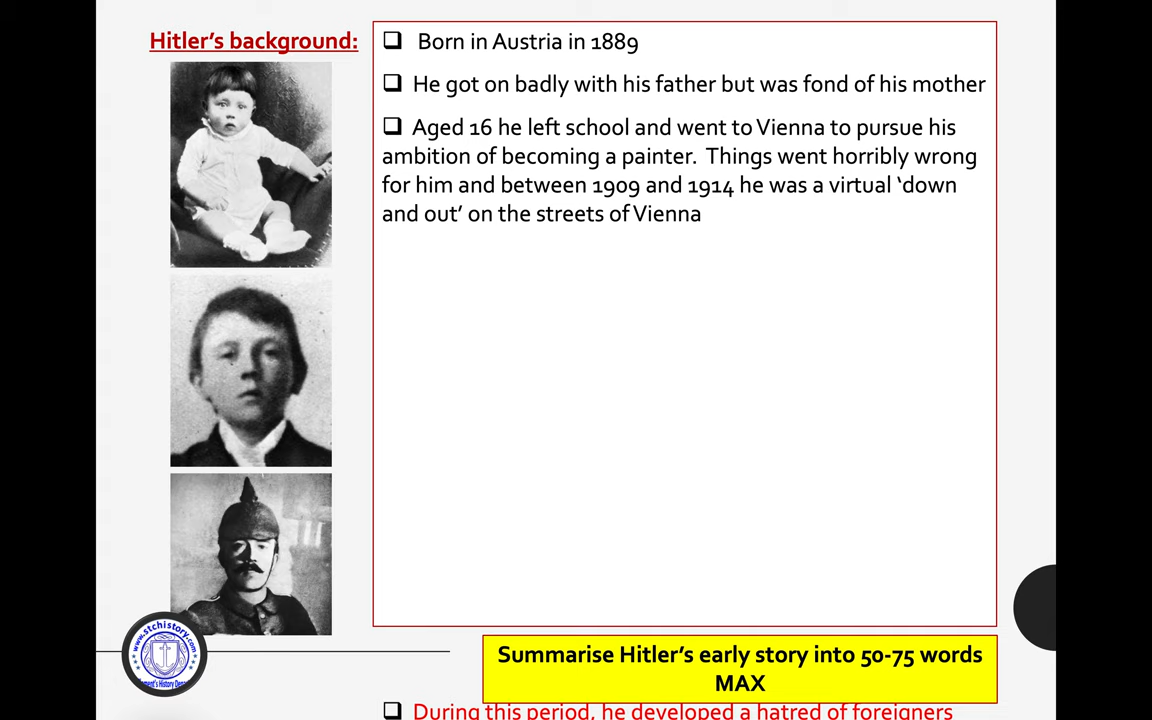 Hitler's background:
❑ Born in Austria in 1889
❑ He got on badly with his father but was fond of his mother
❑ Aged 16 he left school and went to Vienna to pursue his
ambition of becoming a painter. Things went horribly wrong
for him and between 1909 and 1914 he was a virtual ‘down
and out’ on the streets of Vienna
www.stchistory.com
Summarise Hitler's early story into 50-75 words
MAX
❑ During this period, he developed a hatred of foreigners